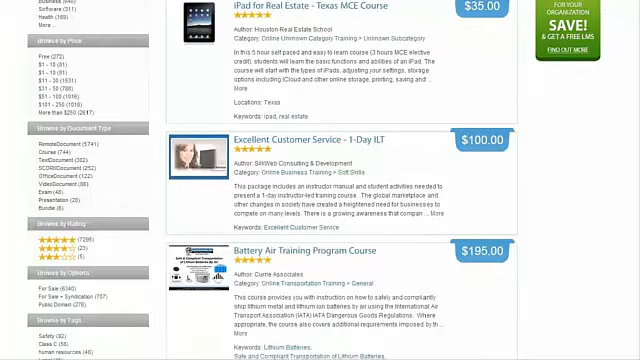 Business (640)
Software (311)
Health (169)
More...
Browse by Price
Free (272)
$1 - 10 (81)
$11 - 30 (1531)
$31 - 50 (788)
$51 - 100 (1016)
$101 - 250 (1018)
More than $250 (2617)
Browse by Document Type
RemoteDocument (5741)
Course (744)
TextDocument (302)
SCORMDocument (252)
OfficeDocument (122)
VideoDocument (88)
Exam (48)
Presentation (20)
Bundle (6)
Browse by Rating
(7295)
(23)
(5)
Browse by Options
For Sale (6340)
For Sale + Syndication (707)
Public Domain (278)
Browse by Tags
Safety (92)
Class C (58)
human resources (48)
iPad for Real Estate - Texas MCE Course
$35.00
Author: Houston Real Estate School
Category: Online Unknown Category Training > Unknown Subcategory
In this 5 hour self paced and easy to learn course (3 hours MCE elective
credit), students will learn the basic functions and abilities of an iPad. The
course will start with the types of iPads, adjusting your settings, storage
options including iCloud and other online storage, printing, saving and ...
More
Locations: Texas
Keywords: ipad, real estate
Excellent Customer Service - 1-Day ILT
$100.00
Author: SilkWeb Consulting & Development
Category: Online Business Training > Soft Skills
This package includes an instructor manual and student activities needed to
present a 1-day instructor-led training course. The global marketplace and
other changes in society have created a heightened need for businesses to
compete on many levels. There is a growing awareness that compan ... More
Keywords: Excellent Customer Service
Battery Air Training Program Course
$195.00
Author: Currie Associates
Category: Online Transportation Training > General
This course provides you with instruction on how to safely and compliantly
ship lithium metal and lithium ion batteries by air using the International Air
Transport Association (IATA) IATA Dangerous Goods Regulations. Where
appropriate, the course also covers additional requirements imposed by th...
More
Keywords: Lithium Batteries,
Safe and Compliant Transportation of Lithium Batteries,
FOR YOUR
ORGANIZATION
SAVE!
& GET A FREE LMS
FIND OUT MORE